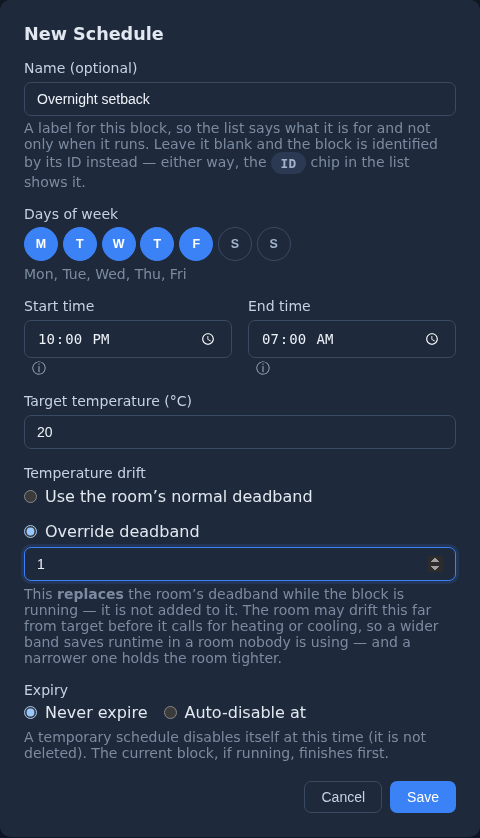 New Schedule
Name (optional)
Overnight setback
A label for this block, so the list says what it is for and not
only when it runs. Leave it blank and the block is identified
by its ID instead — either way, the ID chip in the list
shows it.
Days of week
M T W T F S S
Mon, Tue, Wed, Thu, Fri
Start time End time
10:00 PM 07:00 AM
ⓘ ⓘ
Target temperature (°C)
20
Temperature drift
Use the room’s normal deadband
Override deadband
1
This replaces the room’s deadband while the block is
running — it is not added to it. The room may drift this far
from target before it calls for heating or cooling, so a wider
band saves runtime in a room nobody is using — and a
narrower one holds the room tighter.
Expiry
Never expire Auto-disable at
A temporary schedule disables itself at this time (it is not
deleted). The current block, if running, finishes first.
Cancel Save